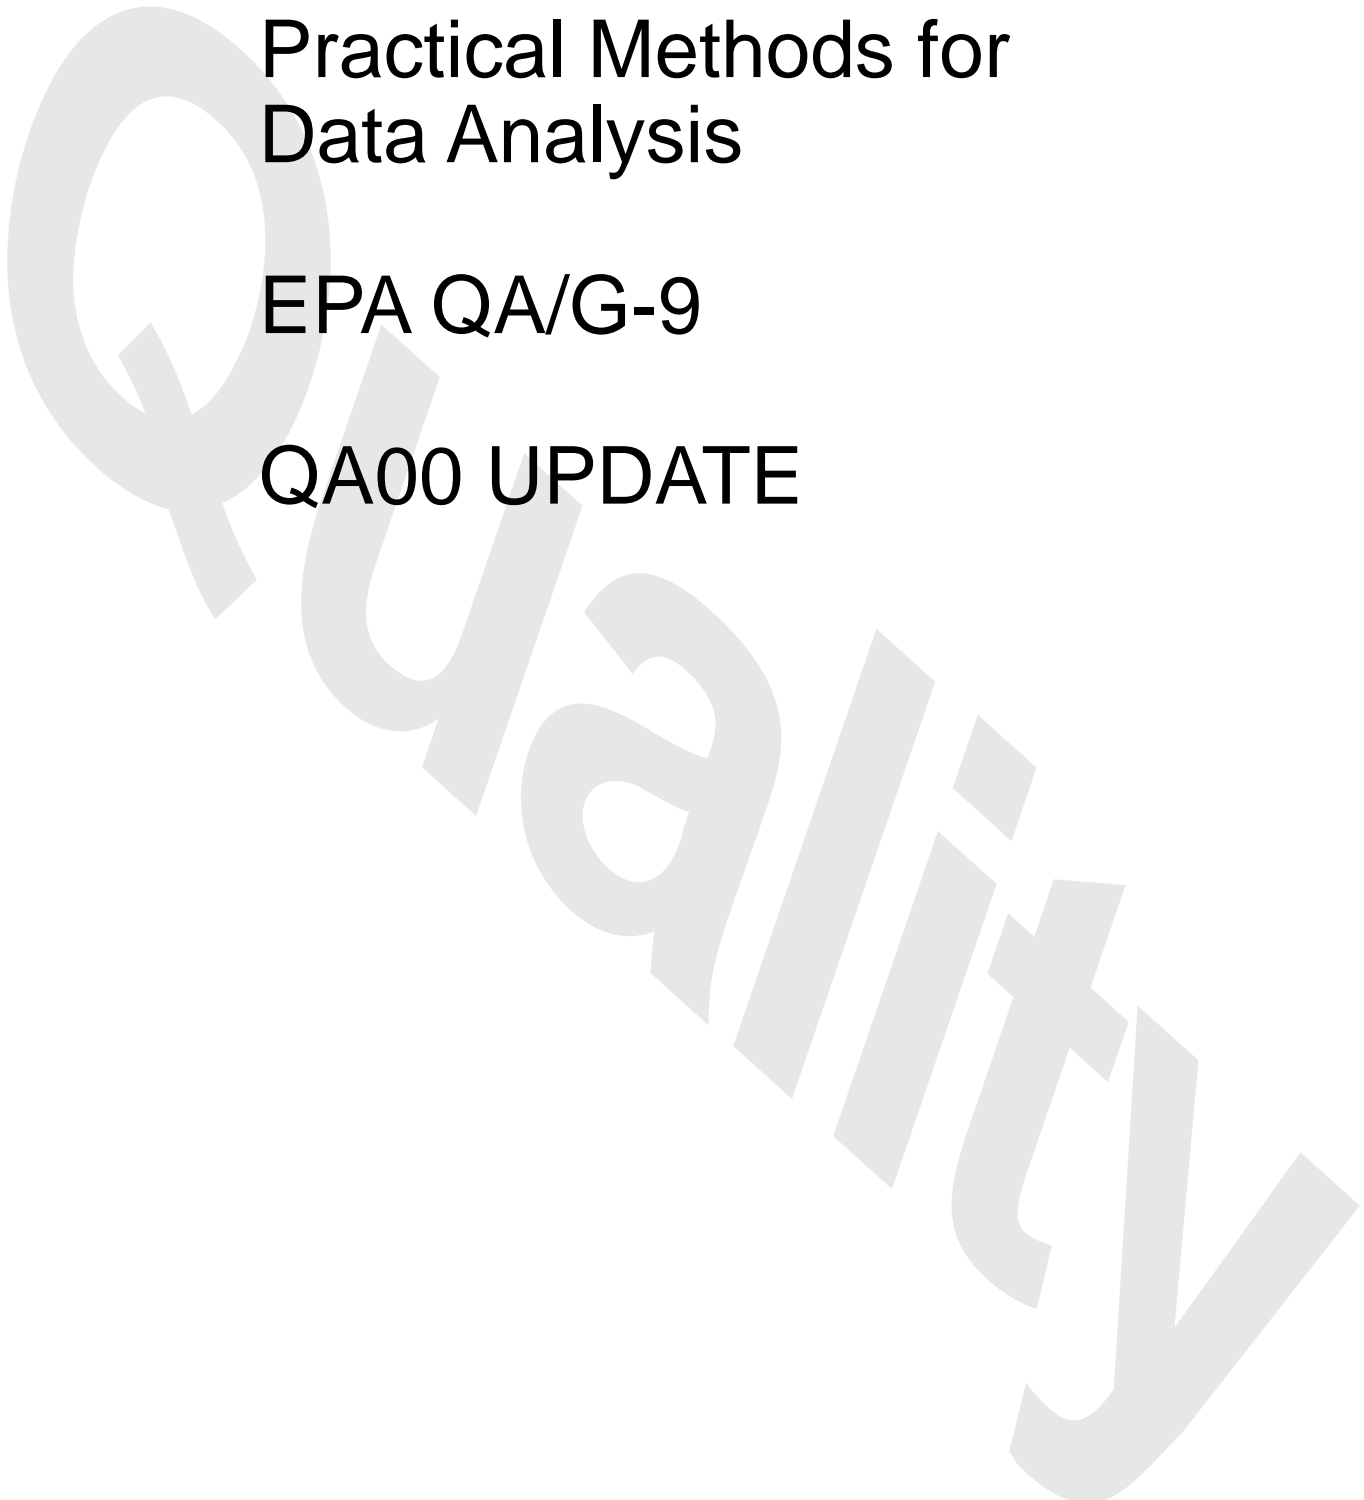 Practical Methods for
Data Analysis
EPA QA/G-9
QA00 UPDATE
Quality